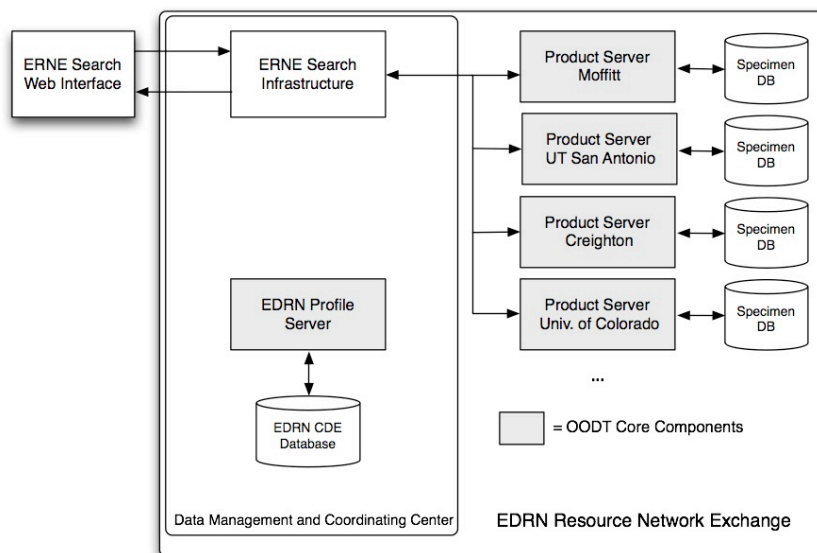 ERNE Search
Web Interface
ERNE Search
Infrastructure
Product Server
Moffitt
Specimen
DB
Product Server
UT San Antonio
Specimen
DB
Product Server
Creighton
Specimen
DB
EDRN Profile
Server
Product Server
Univ. of Colorado
Specimen
DB
...
EDRN CDE
Database
= OODT Core Components
Data Management and Coordinating Center
EDRN Resource Network Exchange